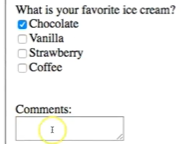 What is your favorite ice cream?
Chocolate
Vanilla
Strawberry
Coffee
Comments: